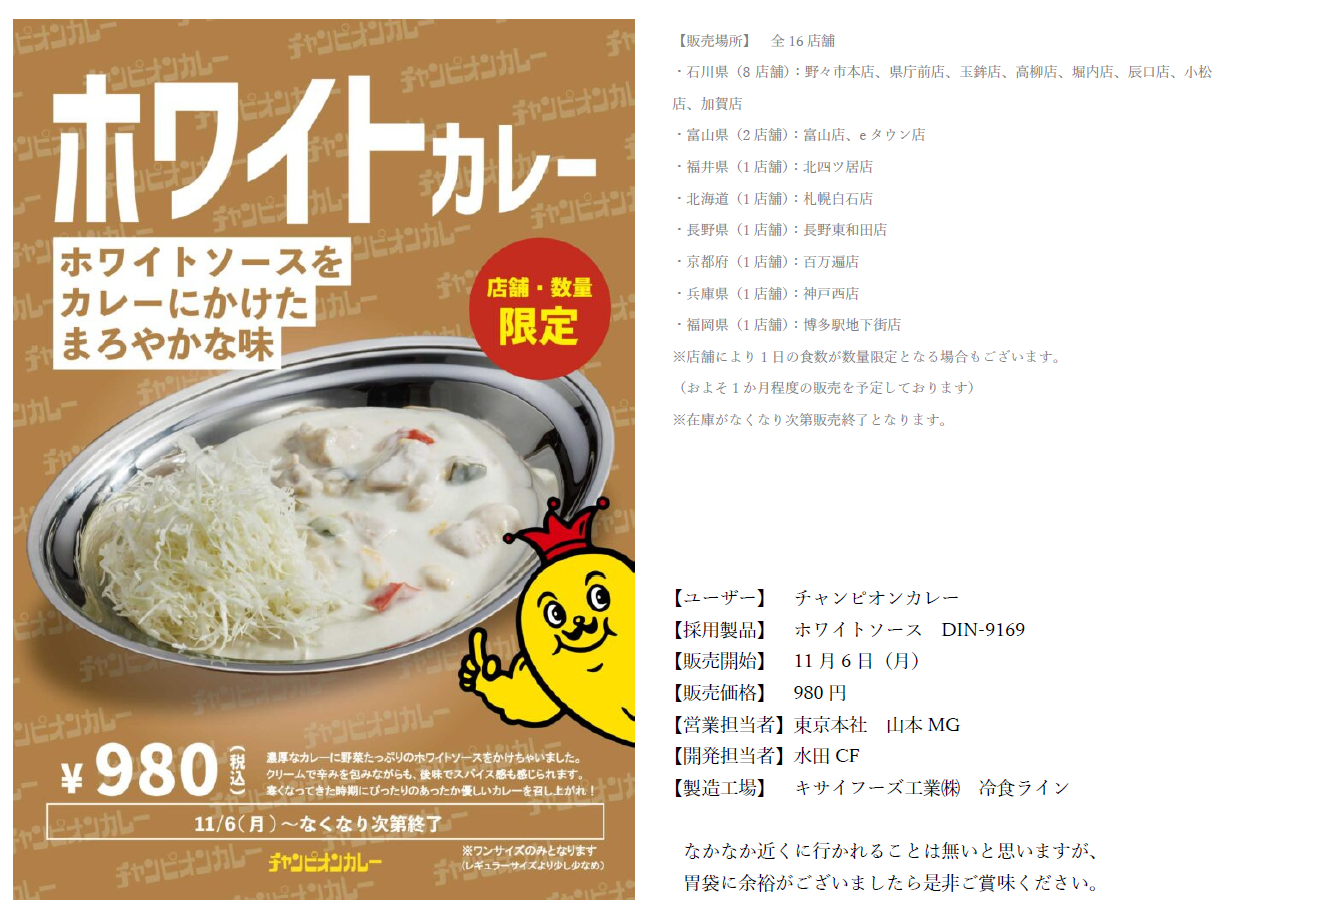 ホワイトカレー
ホワイトソースを
カレーにかけた
まろやかな味
店舗・数量
限定
¥980(税込)
濃厚なカレーに野菜たっぷりのホワイトソースをかけちゃいました。
クリームで辛みを包みながらも、後味でスパイス感も感じられます。
寒くなってきた時期にぴったりのあったか優しいカレーを召し上がれ!
11/6(月)〜なくなり次第終了
チャンピオンカレー
※ワンサイズのみとなります
(レギュラーサイズより少し少なめ)
【販売場所】　全 16 店舗
・石川県（8 店舗）：野々市本店、県庁前店、玉鉾店、高柳店、堀内店、辰口店、小松
店、加賀店
・富山県（2 店舗）：富山店、e タウン店
・福井県（1 店舗）：北四ツ居店
・北海道（1 店舗）：札幌白石店
・長野県（1 店舗）：長野東和田店
・京都府（1 店舗）：百万遍店
・兵庫県（1 店舗）：神戸西店
・福岡県（1 店舗）：博多駅地下街店
※店舗により 1 日の食数が数量限定となる場合もございます。
（およそ 1 か月程度の販売を予定しております）
※在庫がなくなり次第販売終了となります。
【ユーザー】　チャンピオンカレー
【採用製品】　ホワイトソース　DIN-9169
【販売開始】　11 月 6 日（月）
【販売価格】　980 円
【営業担当者】東京本社　山本 MG
【開発担当者】水田 CF
【製造工場】　キサイフーズ工業㈱　冷食ライン
なかなか近くに行かれることは無いと思いますが、
胃袋に余裕がございましたら是非ご賞味ください。